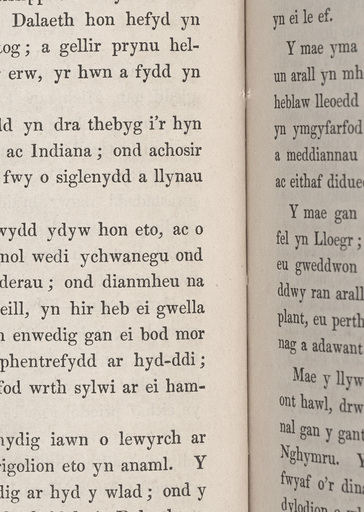 Dalaeth hon hefyd yn
og; a gellir prynu hel-
erw, yr hwn a fydd yn
dd yn dra thebyg i'r hyn
ac Indiana; ond achosir
fwy o siglenydd a llynau
wydd ydyw hon eto, ac o
nol wedi ychwanegu ond
derau; ond dianmheu na
eill, yn hir heb ei gwella
enwedig gan ei bod mor
phentrefydd ar hyd-ddi;
fod wrth sylwi ar ei ham-
nydig iawn o lewyrch ar
rigolion eto yn anaml. Y
dig ar hyd y wlad; ond y
yn ei le ef.
Y mae yma
un arall yn mh
heblaw lleoedd
yn ymgyfarfod
a meddiannau
ac eithaf didue
Y mae gan
fel yn Lloegr;
eu gweddwon
ddwy ran arall
plant, eu perth
nag a adawant
Mae y llyw
ont hawl, drw
nal gan y gant
Nghymru. Y
fwyaf o'r din